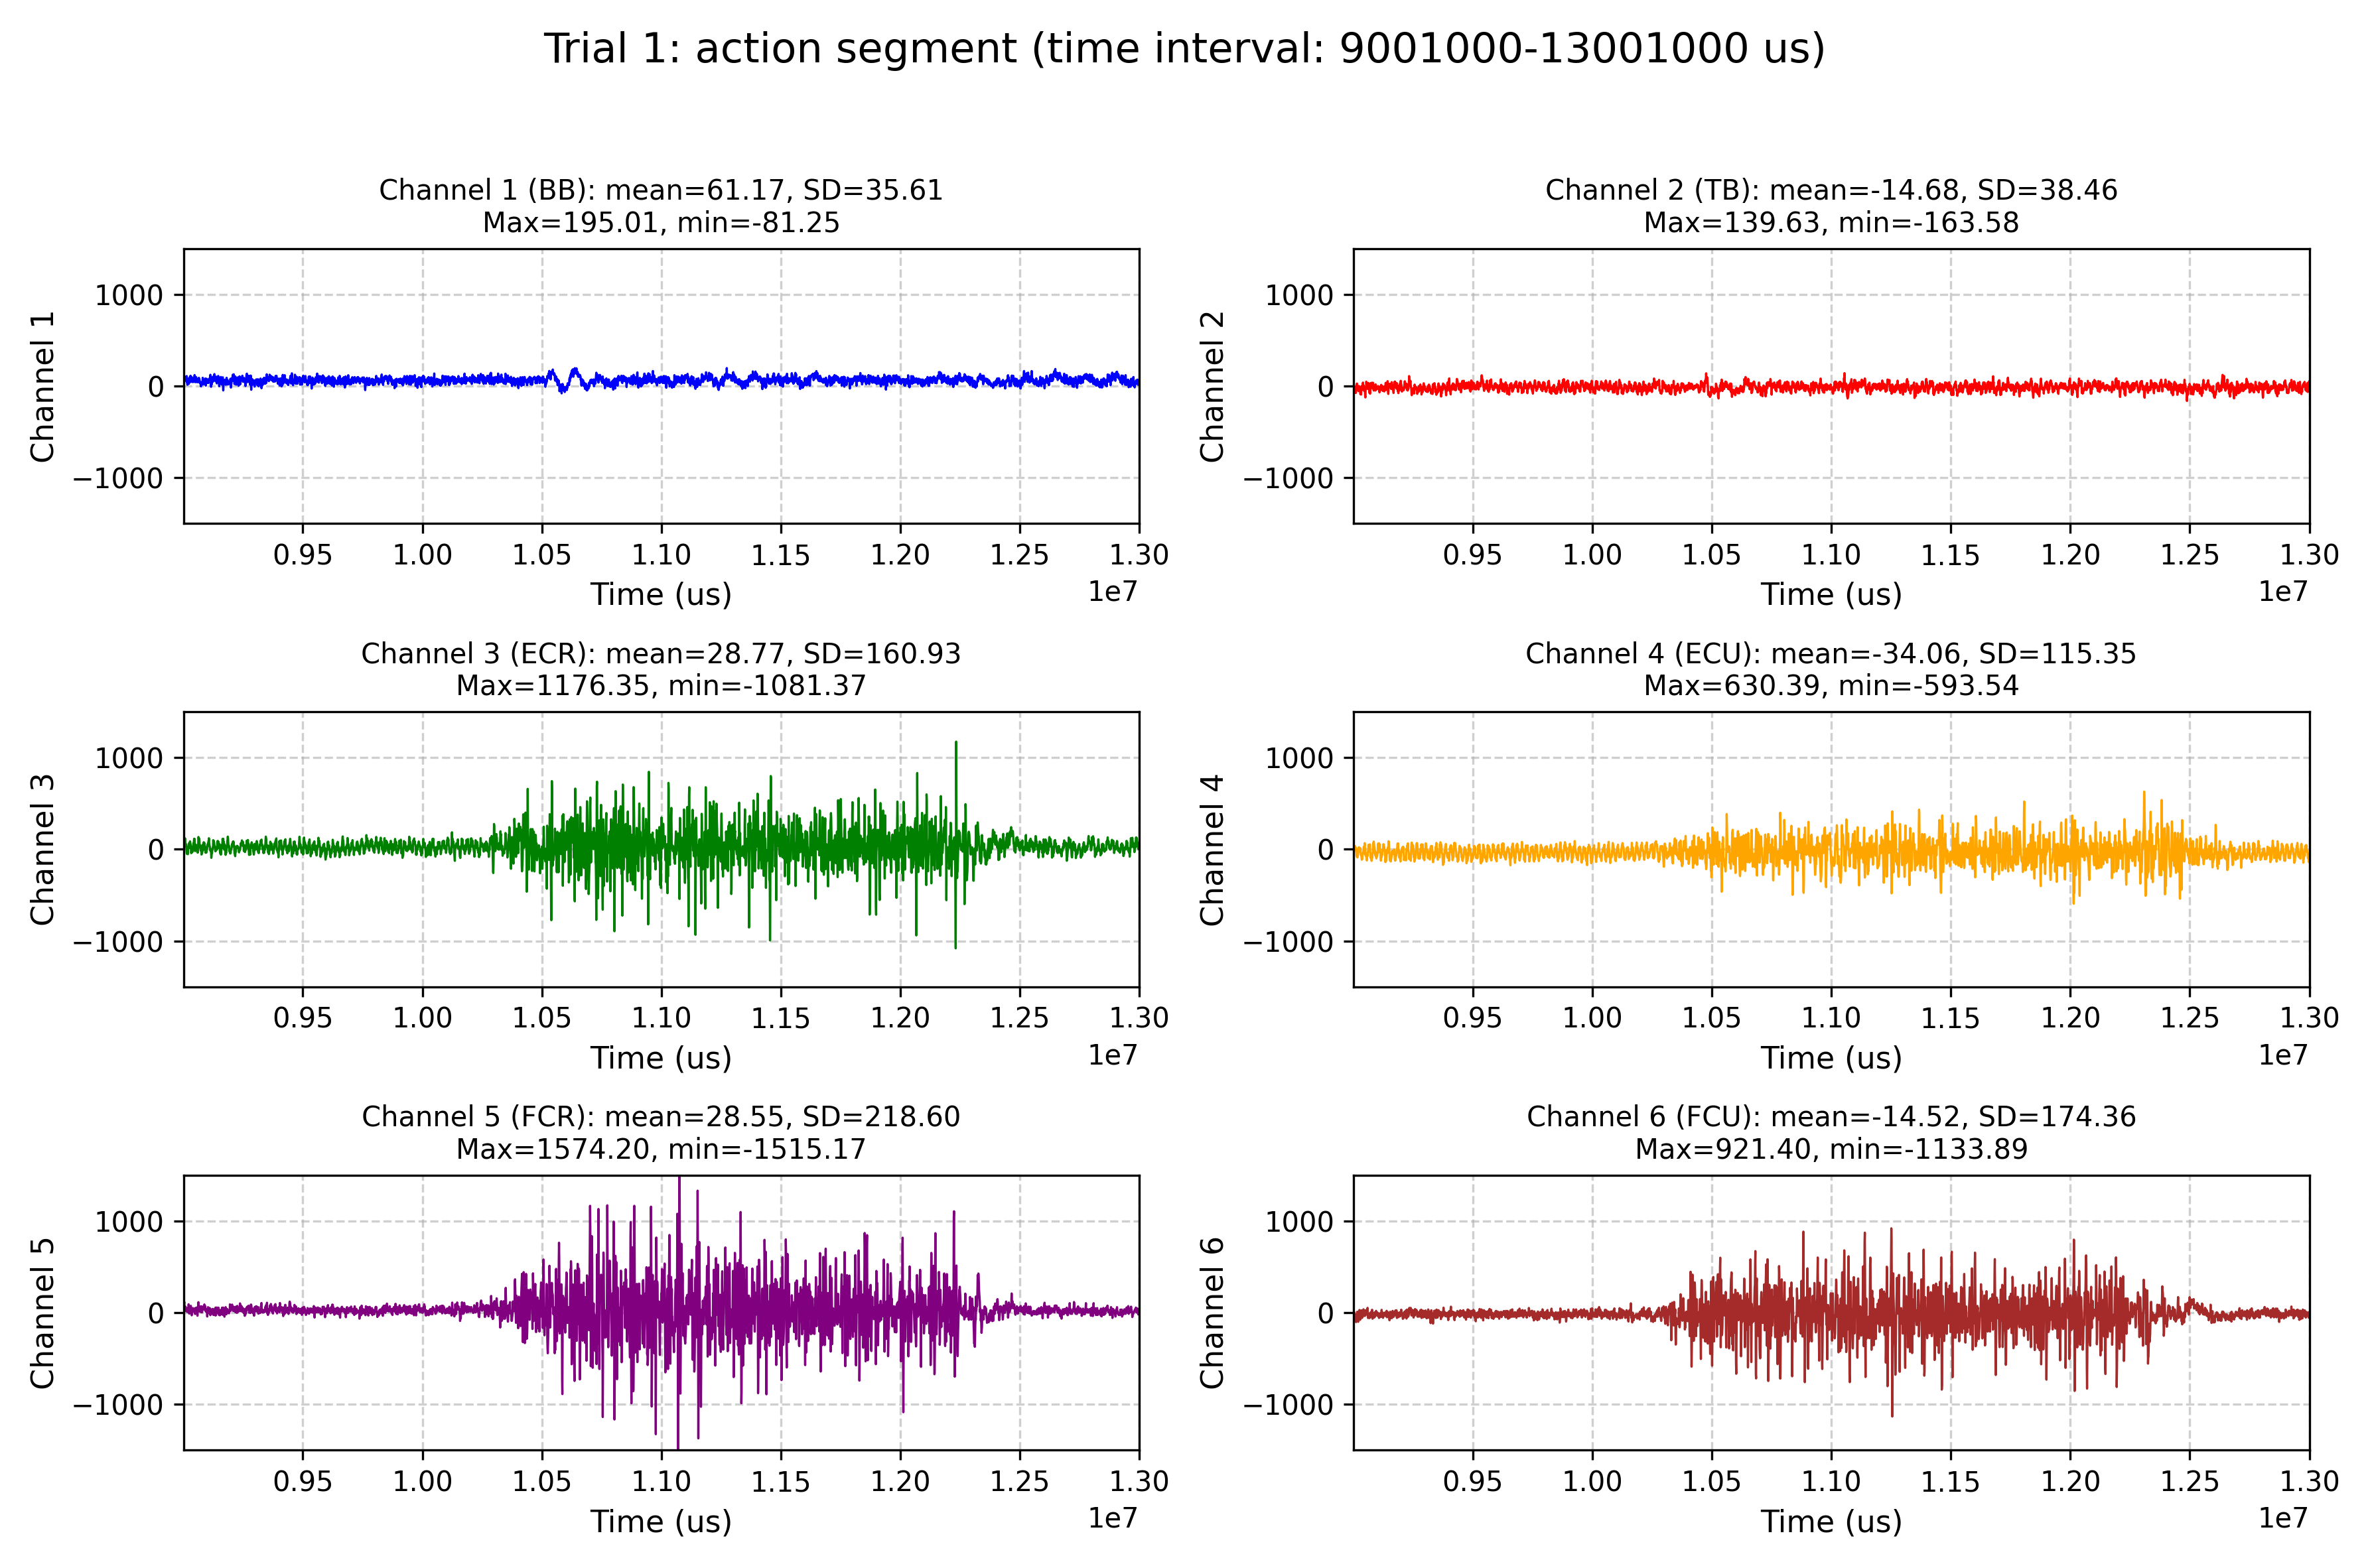 Trial 1: action segment (time interval: 9001000-13001000 us)
Channel 1 (BB): mean=61.17, SD=35.61
Max=195.01, min=-81.25
Channel 1
1000
0
−1000
0.95 1.00 1.05 1.10 1.15 1.20 1.25 1.30
Time (us)
1e7
Channel 2 (TB): mean=-14.68, SD=38.46
Max=139.63, min=-163.58
Channel 2
1000
0
−1000
0.95 1.00 1.05 1.10 1.15 1.20 1.25 1.30
Time (us)
1e7
Channel 3 (ECR): mean=28.77, SD=160.93
Max=1176.35, min=-1081.37
Channel 3
1000
0
−1000
0.95 1.00 1.05 1.10 1.15 1.20 1.25 1.30
Time (us)
1e7
Channel 4 (ECU): mean=-34.06, SD=115.35
Max=630.39, min=-593.54
Channel 4
1000
0
−1000
0.95 1.00 1.05 1.10 1.15 1.20 1.25 1.30
Time (us)
1e7
Channel 5 (FCR): mean=28.55, SD=218.60
Max=1574.20, min=-1515.17
Channel 5
1000
0
−1000
0.95 1.00 1.05 1.10 1.15 1.20 1.25 1.30
Time (us)
1e7
Channel 6 (FCU): mean=-14.52, SD=174.36
Max=921.40, min=-1133.89
Channel 6
1000
0
−1000
0.95 1.00 1.05 1.10 1.15 1.20 1.25 1.30
Time (us)
1e7